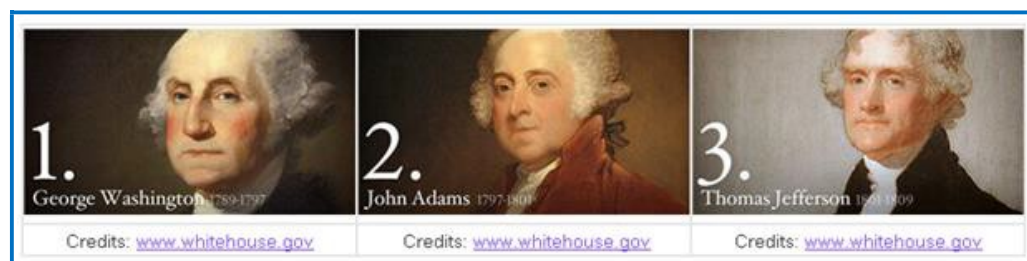 1.
George Washington 1789-1797
2.
John Adams 1797-1801
3.
Thomas Jefferson 1801-1809
Credits: www.whitehouse.gov
Credits: www.whitehouse.gov
Credits: www.whitehouse.gov